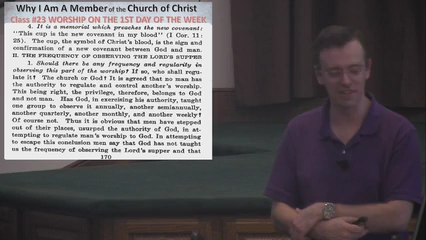 Why I Am A Member of the Church of Christ
Class #23 WORSHIP ON THE 1ST DAY OF THE WEEK
4. It is a memorial which preaches the new covenant:
"This cup is the new covenant in my blood" (I Cor. 11:
25). The cup, the symbol of Christ's blood, is the sign and
confirmation of a new covenant between God and man.
II. THE FREQUENCY OF OBSERVING THE LORD'S SUPPER
1. Should there be any frequency and regularity in
observing this part of the worship? If so, who shall regu-
late it? The church or God? It is agreed that no man has
the authority to regulate and control another's worship.
This being right, the privilege, therefore, belongs to God
and not man. Has God, in exercising his authority, taught
one group to observe it annually, another semiannually,
another quarterly, another monthly, and another weekly?
Of course not. Thus it is obvious that men have stepped
out of their places, usurped the authority of God, in at-
tempting to regulate man's worship to God. In attempting
to escape this conclusion men say that God has not taught
us the frequency of observing the Lord's supper and that
170